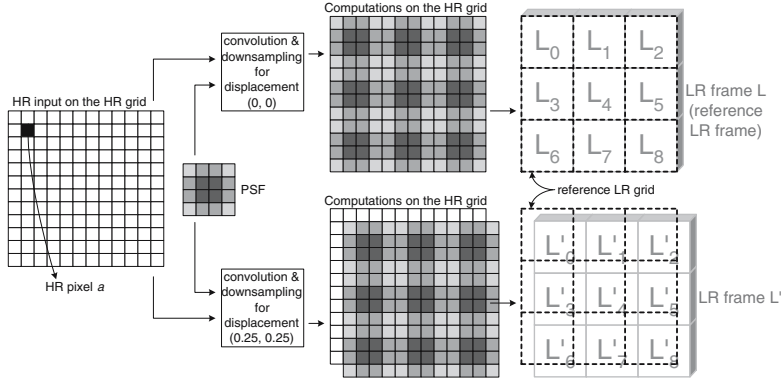 Computations on the HR grid
convolution &
downsampling
for
displacement
(0, 0)
HR input on the HR grid
L0 L1 L2
L3 L4 L5
L6 L7 L8
LR frame L
(reference
LR frame)
PSF
reference LR grid
Computations on the HR grid
HR pixel a
convolution &
downsampling
for
displacement
(0.25, 0.25)
L'0 L'1 L'2
L'3 L'4 L'5
L'6 L'7 L'8
LR frame L'